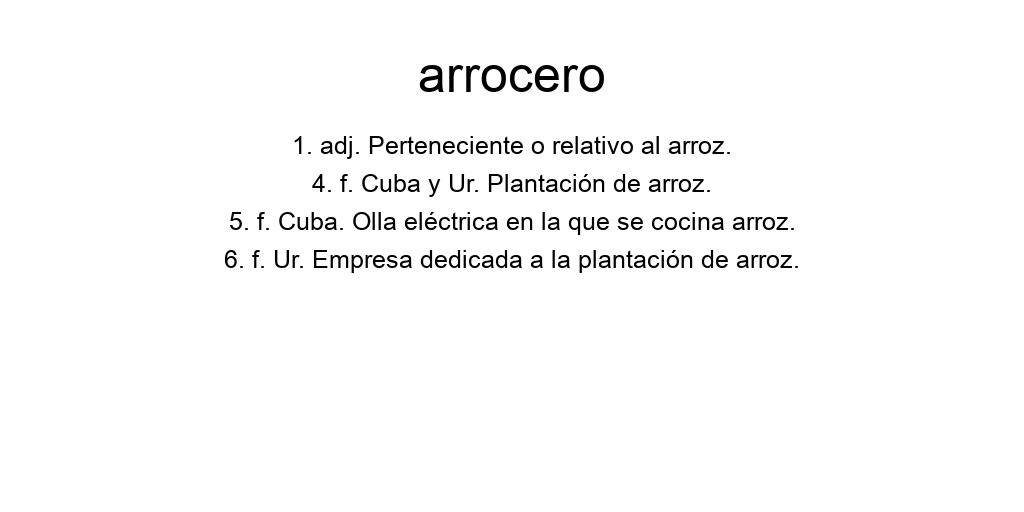 arrocero
1. adj. Perteneciente o relativo al arroz.
4. f. Cuba y Ur. Plantación de arroz.
5. f. Cuba. Olla eléctrica en la que se cocina arroz.
6. f. Ur. Empresa dedicada a la plantación de arroz.